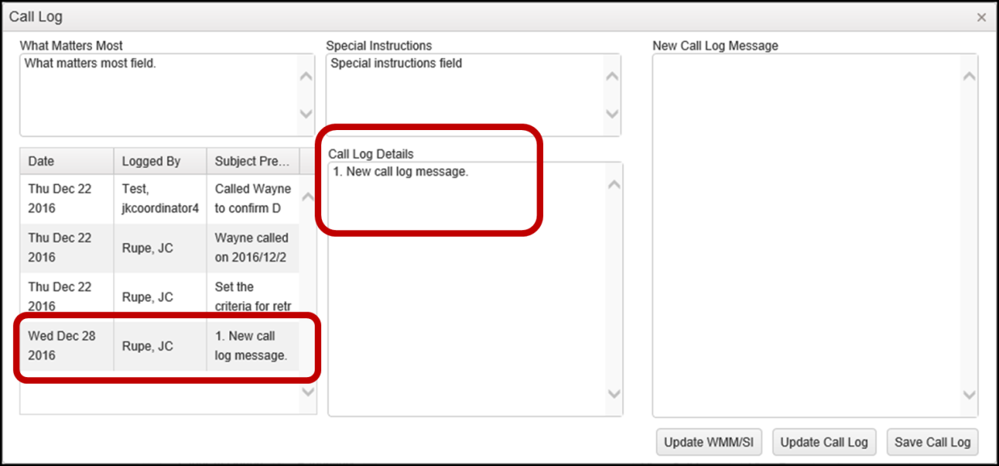 Call Log
What Matters Most
What matters most field.
Special Instructions
Special instructions field
New Call Log Message
Date Logged By Subject Pre...
Thu Dec 22
2016
Test,
jkcoordinator4
Called Wayne
to confirm D
Thu Dec 22
2016
Rupe, JC
Wayne called
on 2016/12/2
Thu Dec 22
2016
Rupe, JC
Set the
criteria for retr
Wed Dec 28
2016
Rupe, JC
1. New call
log message.
Call Log Details
1. New call log message.
Update WMM/SI Update Call Log Save Call Log